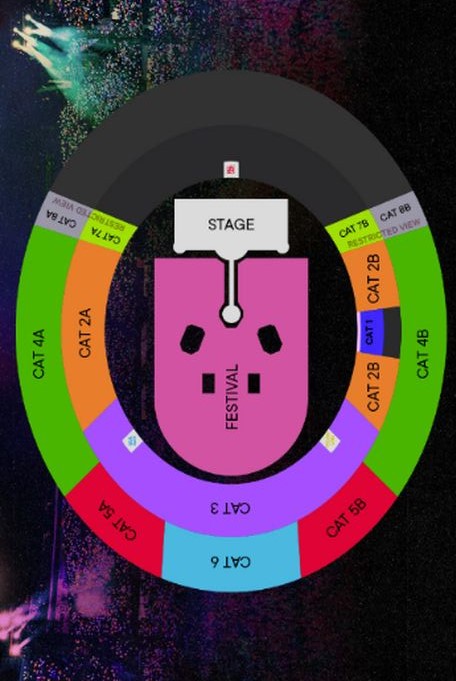 STAGE
RESTRICTED VIEW
CAT 8A
CAT 7A
RESTRICTED
CAT 7B
CAT 8B
RESTRICTED VIEW
CAT 4A
CAT 2A
CAT 2B
CAT 1
CAT 2B
CAT 4B
FESTIVAL
CAT 3
CAT 5A
CAT 5B
CAT 6